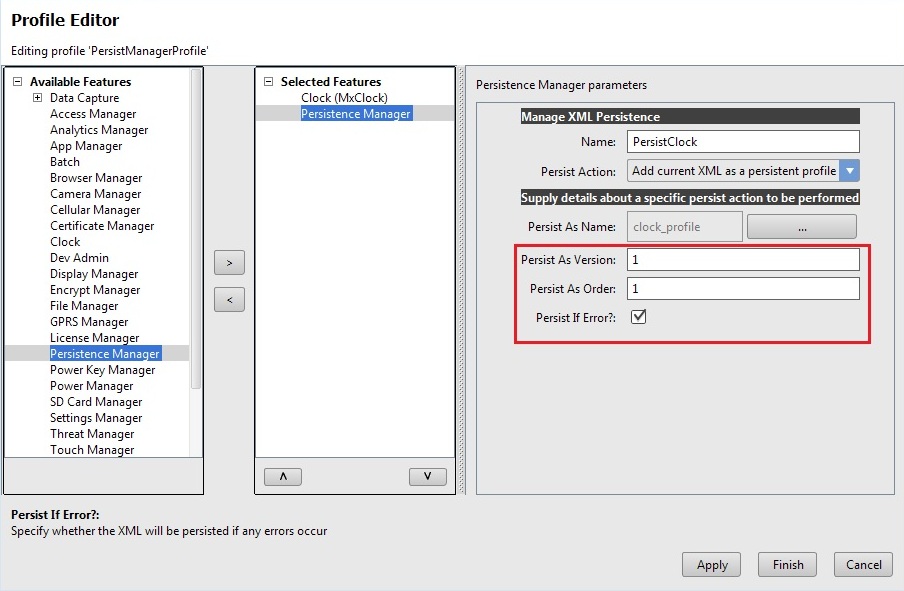 Profile Editor
Editing profile 'PersistManagerProfile'
Available Features
Data Capture
Access Manager
Analytics Manager
App Manager
Batch
Browser Manager
Camera Manager
Cellular Manager
Certificate Manager
Clock
Dev Admin
Display Manager
Encrypt Manager
File Manager
GPRS Manager
License Manager
Persistence Manager
Power Key Manager
Power Manager
SD Card Manager
Settings Manager
Threat Manager
Touch Manager
>
<
Selected Features
Clock (MxClock)
Persistence Manager
Λ
V
Persistence Manager parameters
Manage XML Persistence
Name: PersistClock
Persist Action: Add current XML as a persistent profile
Supply details about a specific persist action to be performed
Persist As Name: clock_profile ...
Persist As Version: 1
Persist As Order: 1
Persist If Error?:
Persist If Error?:
Specify whether the XML will be persisted if any errors occur
Apply Finish Cancel